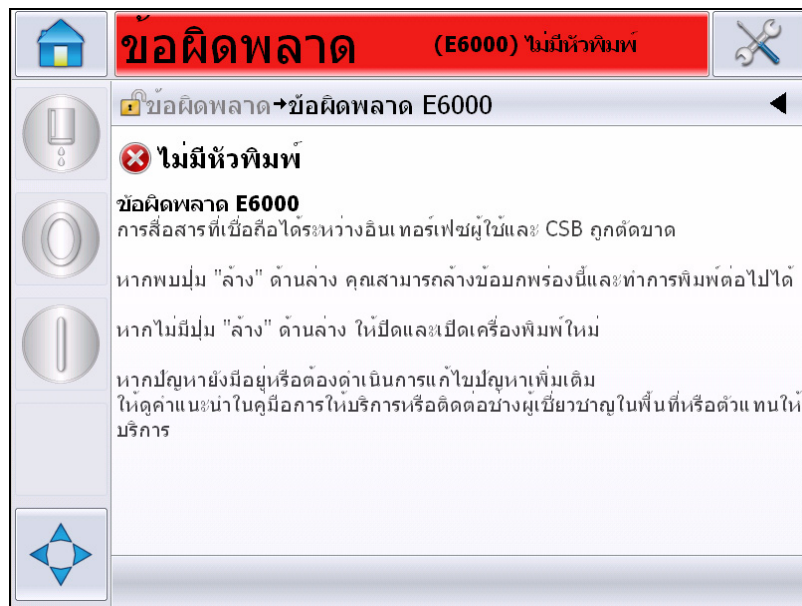 ข้อผิดพลาด (E6000) ไม่มีหัวพิมพ์
ข้อผิดพลาด→ข้อผิดพลาด E6000
ไม่มีหัวพิมพ์
ข้อผิดพลาด E6000
การสื่อสารที่เชื่อถือได้ระหว่างอินเทอร์เฟซผู้ใช้และ CSB ถูกตัดขาด
หากพบปุ่ม "ล้าง" ด้านล่าง คุณสามารถล้างข้อบกพร่องนี้และทำการพิมพ์ต่อไปได้
หากไม่มีปุ่ม "ล้าง" ด้านล่าง ให้ปิดและเปิดเครื่องพิมพ์ใหม่
หากปัญหายังมีอยู่หรือต้องดำเนินการแก้ไขปัญหาเพิ่มเติม
ให้ดูคำแนะนำในคู่มือการให้บริการหรือติดต่อช่างผู้เชี่ยวชาญในพื้นที่หรือตัวแทนให้
บริการ